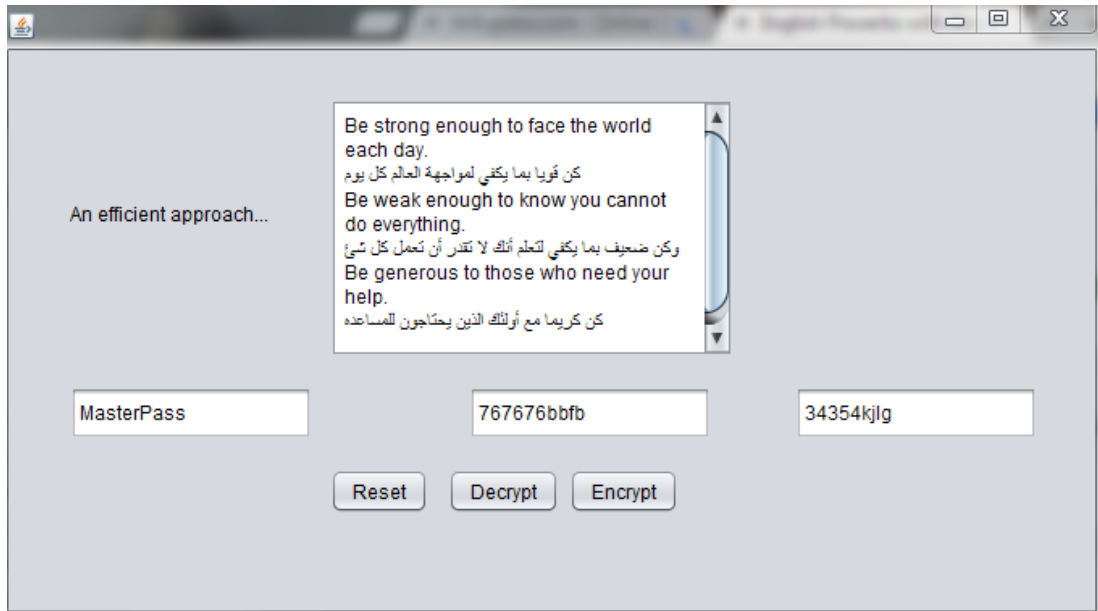 An efficient approach...
Be strong enough to face the world
each day.
كن قويا بما يكفي لمواجهة العالم كل يوم
Be weak enough to know you cannot
do everything.
وكن ضعيف بما يكفي لتعلم أنك لا تقدر أن تعمل كل شئ
Be generous to those who need your
help.
كن كريما مع أولئك الذين يحتاجون للمساعده
MasterPass
767676bbfb
34354kjlg
Reset
Decrypt
Encrypt